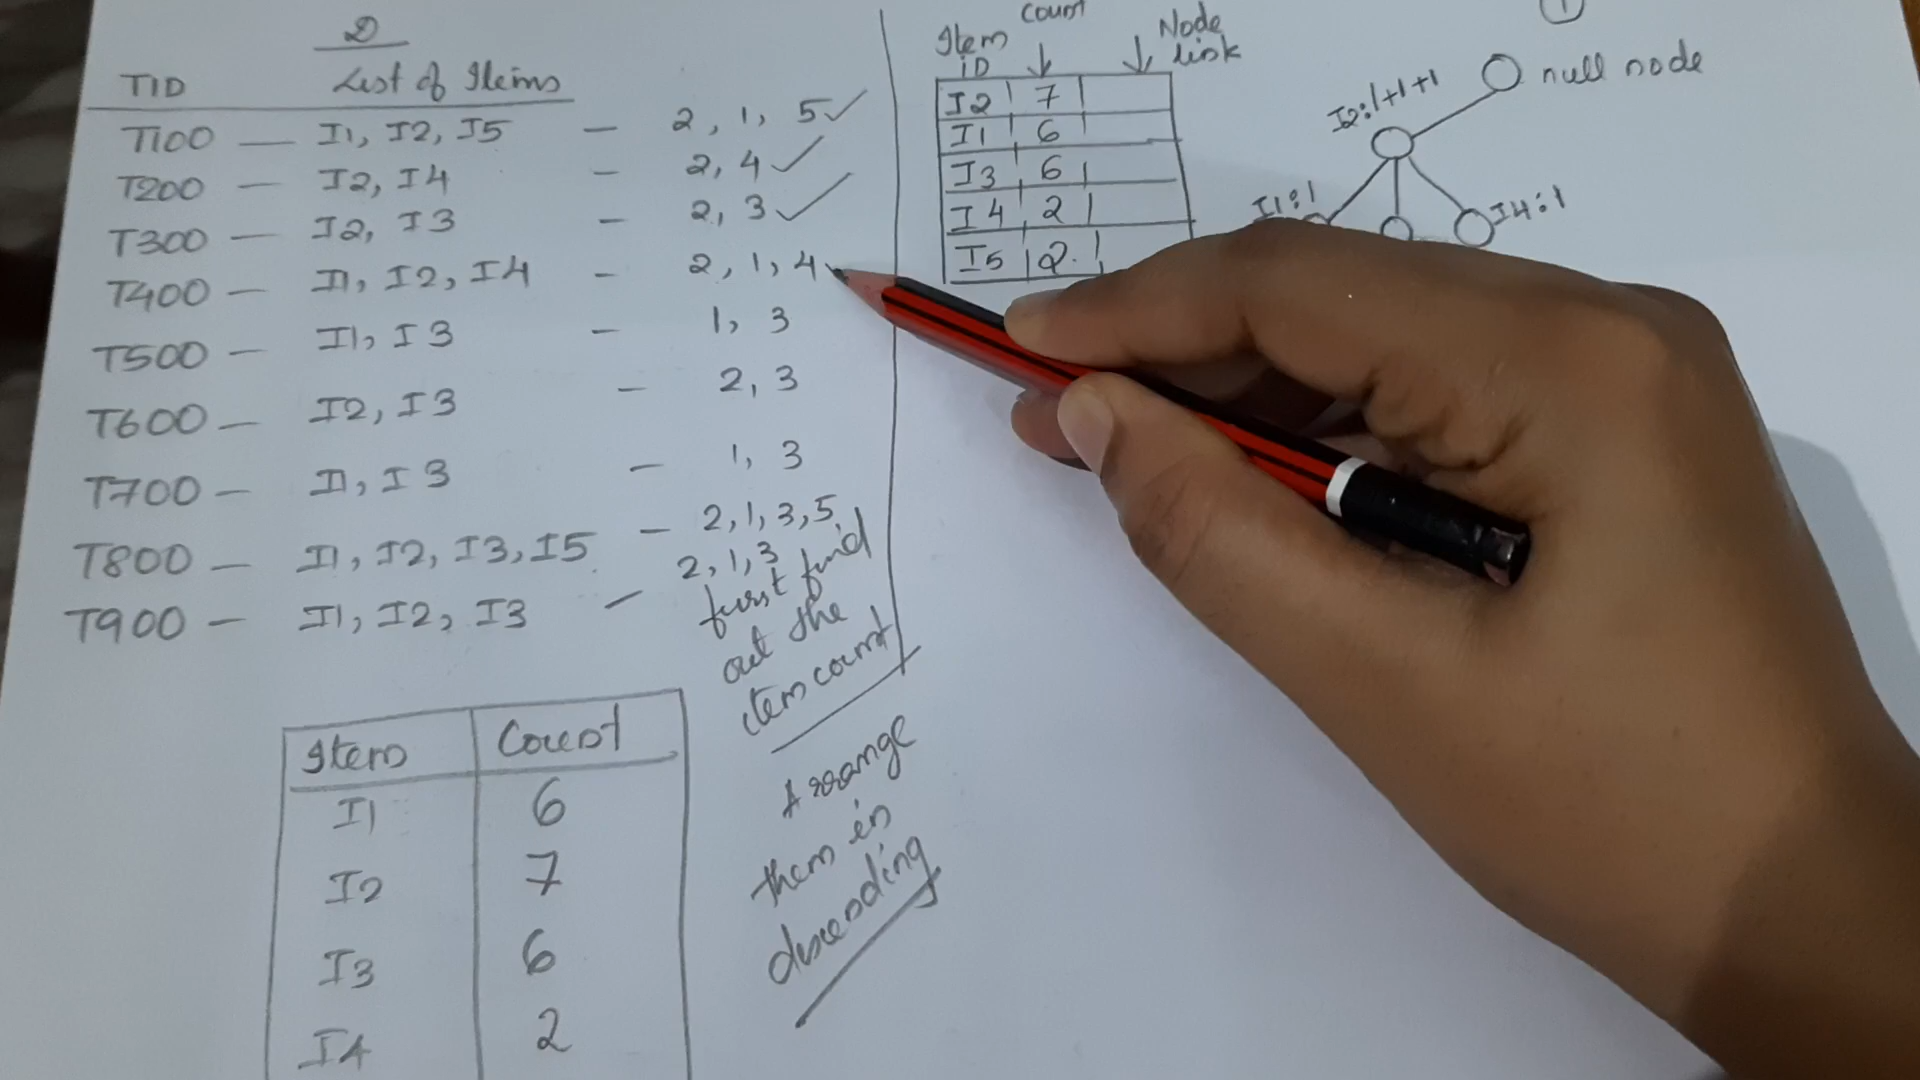 D
TID List of Items
T100 — I1, I2, I5 — 2, 1, 5 ✓
T200 — I2, I4 — 2, 4 ✓
T300 — I2, I3 — 2, 3 ✓
T400 — I1, I2, I4 — 2, 1, 4
T500 — I1, I3 — 1, 3
T600 — I2, I3 — 2, 3
T700 — I1, I3 — 1, 3
T800 — I1, I2, I3, I5 — 2, 1, 3, 5
T900 — I1, I2, I3 — 2, 1, 3
first find
out the
item count
Arrange
them in
descending
Item Count
I1 6
I2 7
I3 6
I4 2
Item ID Count Node link
I2 7
I1 6
I3 6
I4 2
I5 2
1
null node
I2:1+1+1
I1:1
I4:1